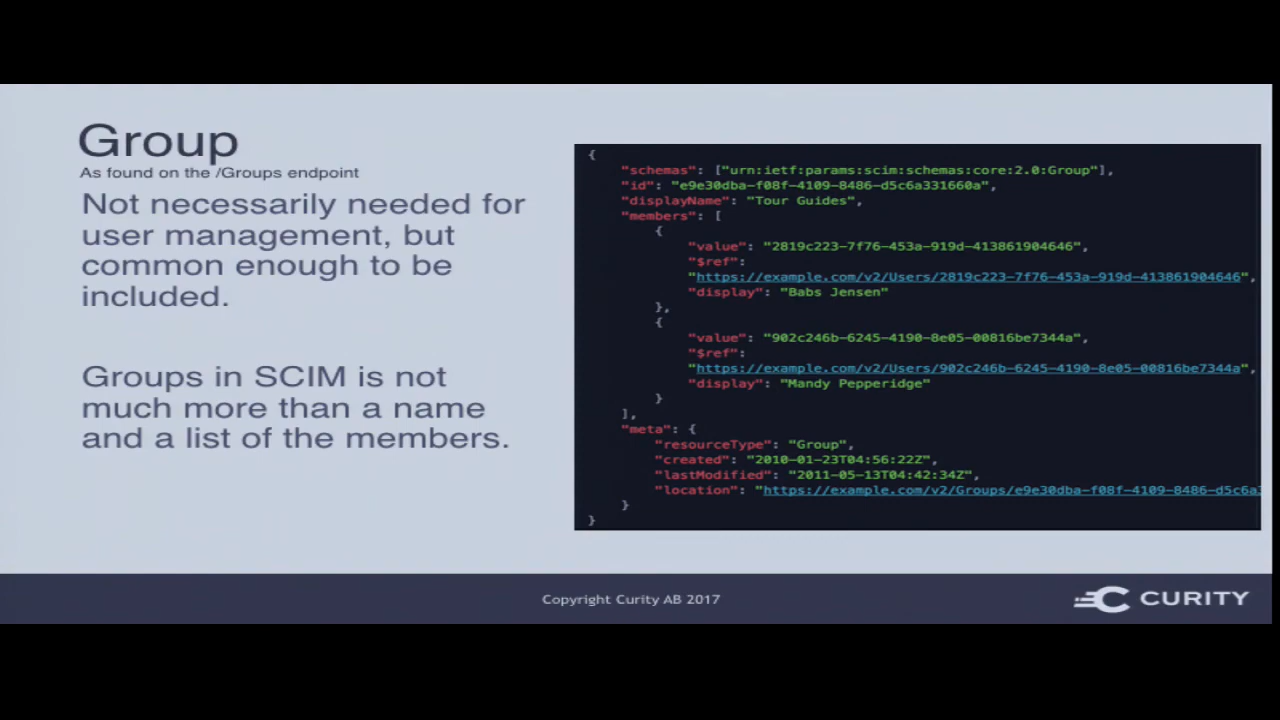 Group
As found on the /Groups endpoint
Not necessarily needed for
user management, but
common enough to be
included.
Groups in SCIM is not
much more than a name
and a list of the members.
{
"schemas": ["urn:ietf:params:scim:schemas:core:2.0:Group"],
"id": "e9e30dba-f08f-4109-8486-d5c6a331660a",
"displayName": "Tour Guides",
"members": [
{
"value": "2819c223-7f76-453a-919d-413861904646",
"$ref":
"https://example.com/v2/Users/2819c223-7f76-453a-919d-413861904646",
"display": "Babs Jensen"
},
{
"value": "902c246b-6245-4190-8e05-00816be7344a",
"$ref":
"https://example.com/v2/Users/902c246b-6245-4190-8e05-00816be7344a",
"display": "Mandy Pepperidge"
}
],
"meta": {
"resourceType": "Group",
"created": "2010-01-23T04:56:22Z",
"lastModified": "2011-05-13T04:42:34Z",
"location": "https://example.com/v2/Groups/e9e30dba-f08f-4109-8486-d5c6a3
}
}
Copyright Curity AB 2017
CURITY